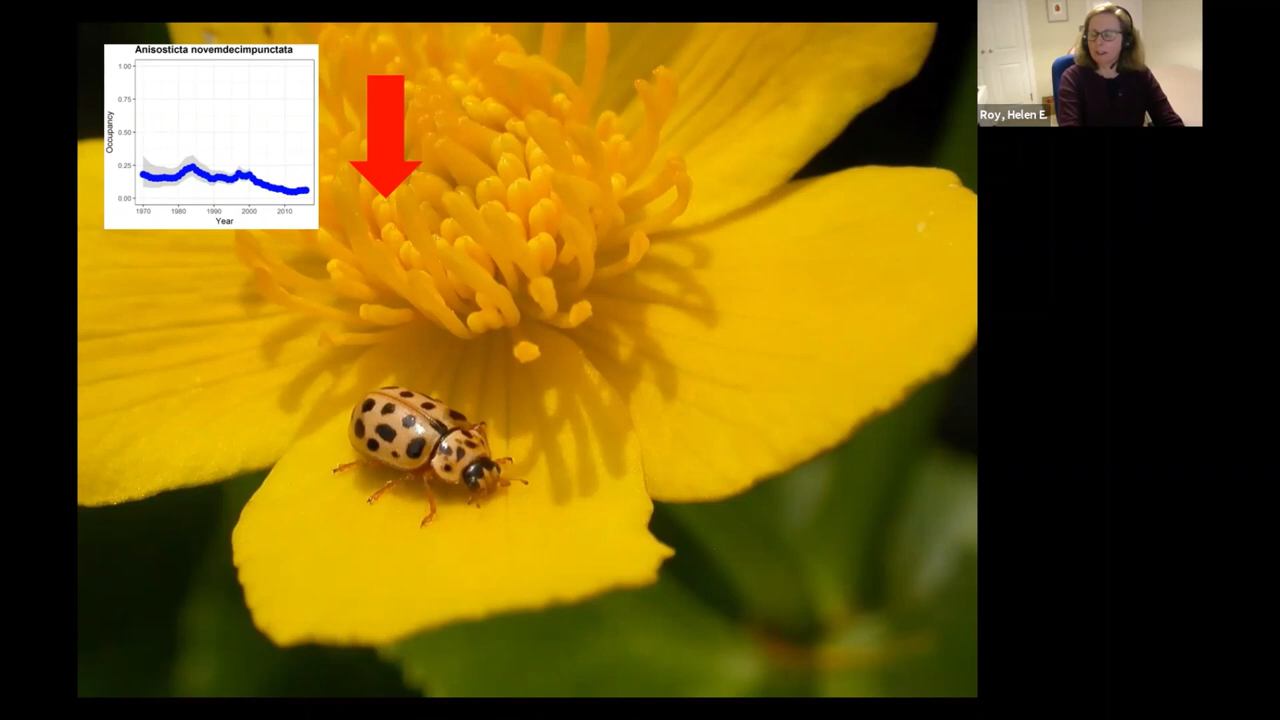 Anisosticta novemdecimpunctata
1.00
0.75
0.50
0.25
0.00
Occupancy
1970 1980 1990 2000 2010
Year
Roy, Helen E.